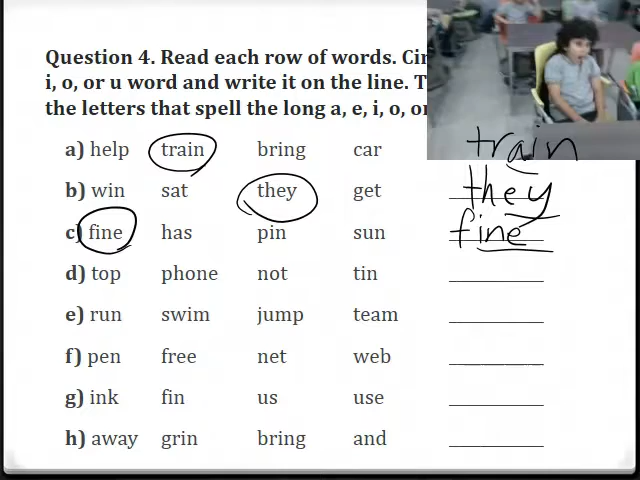 Question 4. Read each row of words.
i, o, or u word and write it on the line.
the letters that spell the long a, e, i, o,
a) help train bring car train
b) win sat they get they
c) fine has pin sun fine
d) top phone not tin
e) run swim jump team
f) pen free net web
g) ink fin us use
h) away grin bring and